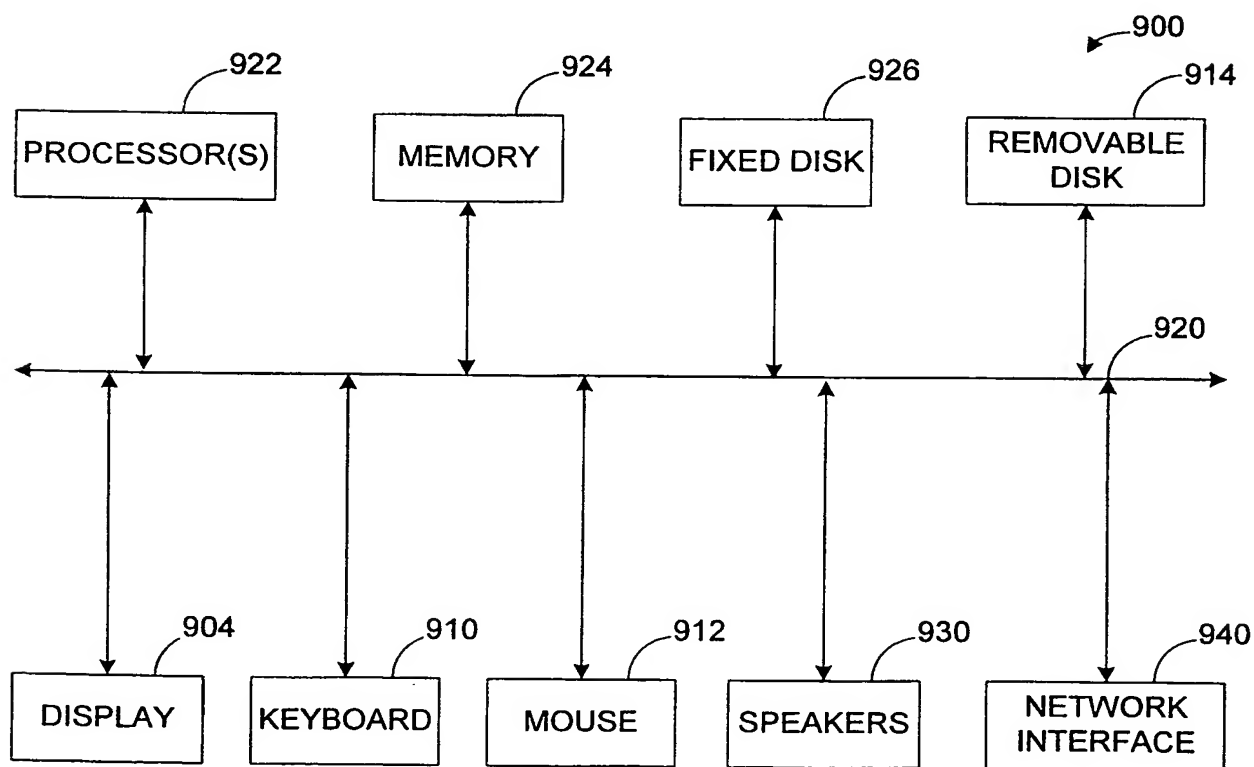 900
922
924
926
914
PROCESSOR(S)
MEMORY
FIXED DISK
REMOVABLE
DISK
920
904
910
912
930
940
DISPLAY
KEYBOARD
MOUSE
SPEAKERS
NETWORK
INTERFACE